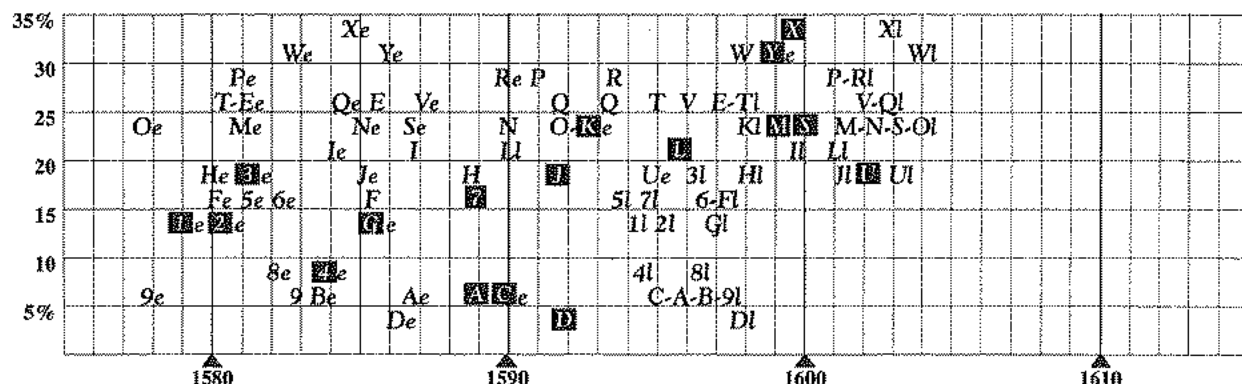 35% Xe X Xl
We Ye W Ye Wl
30
Pe Re P R P-Rl
T-Ee Qe E Ve Q Q T V E-Tl V-Ql
25
Oe Me Ne Se N O-Ke Kl M S M-N-S-Ol
Ie I Ll L Il Ll
20
He 3e Je H J Ue 3l Hl Jl U Ul
Fe 5e 6e F 7 5l 7l 6-Fl
15
1e 2e Ge 1l 2l Gl
10
8e 4e 4l 8l
9e 9 Be Ae A Ce C-A-B-9l
5% De D Dl
1580 1590 1600 1610